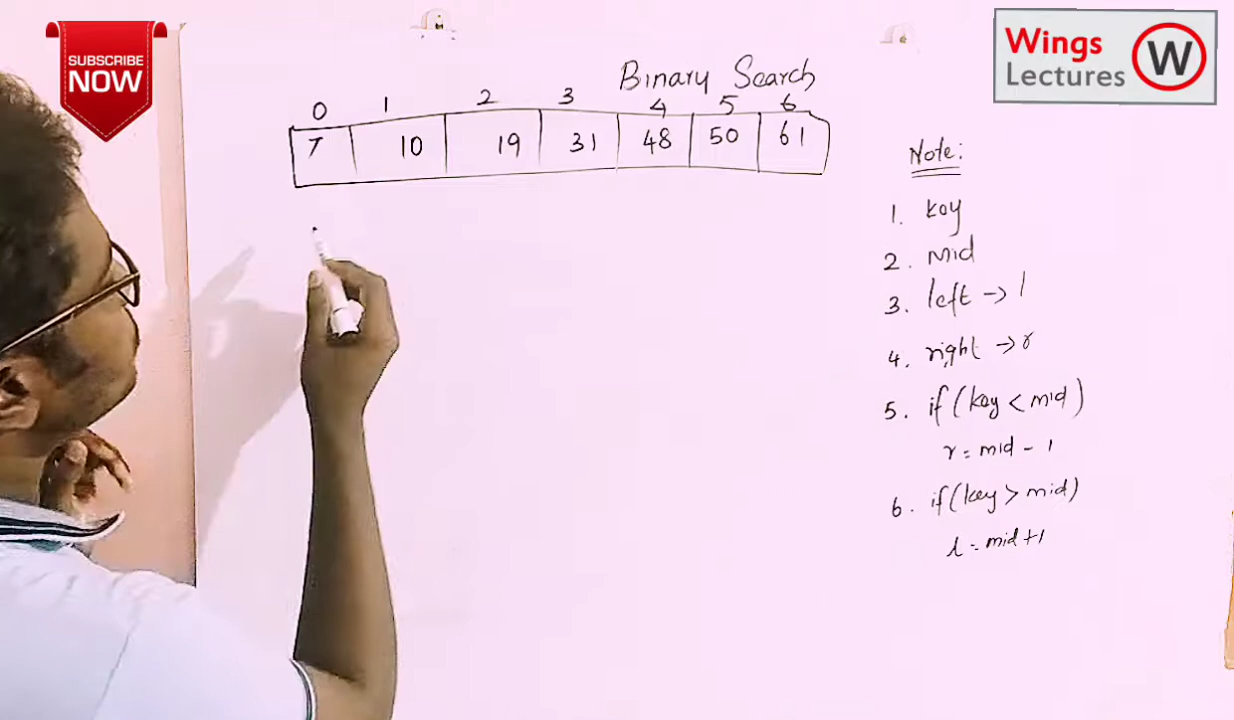 SUBSCRIBE
NOW
Wings
Lectures
W
Binary Search
0 1 2 3 4 5 6
7 10 19 31 48 50 61
Note:
1. key
2. mid
3. left -> l
4. right -> r
5. if (key < mid)
r = mid - 1
6. if (key > mid)
l = mid + 1